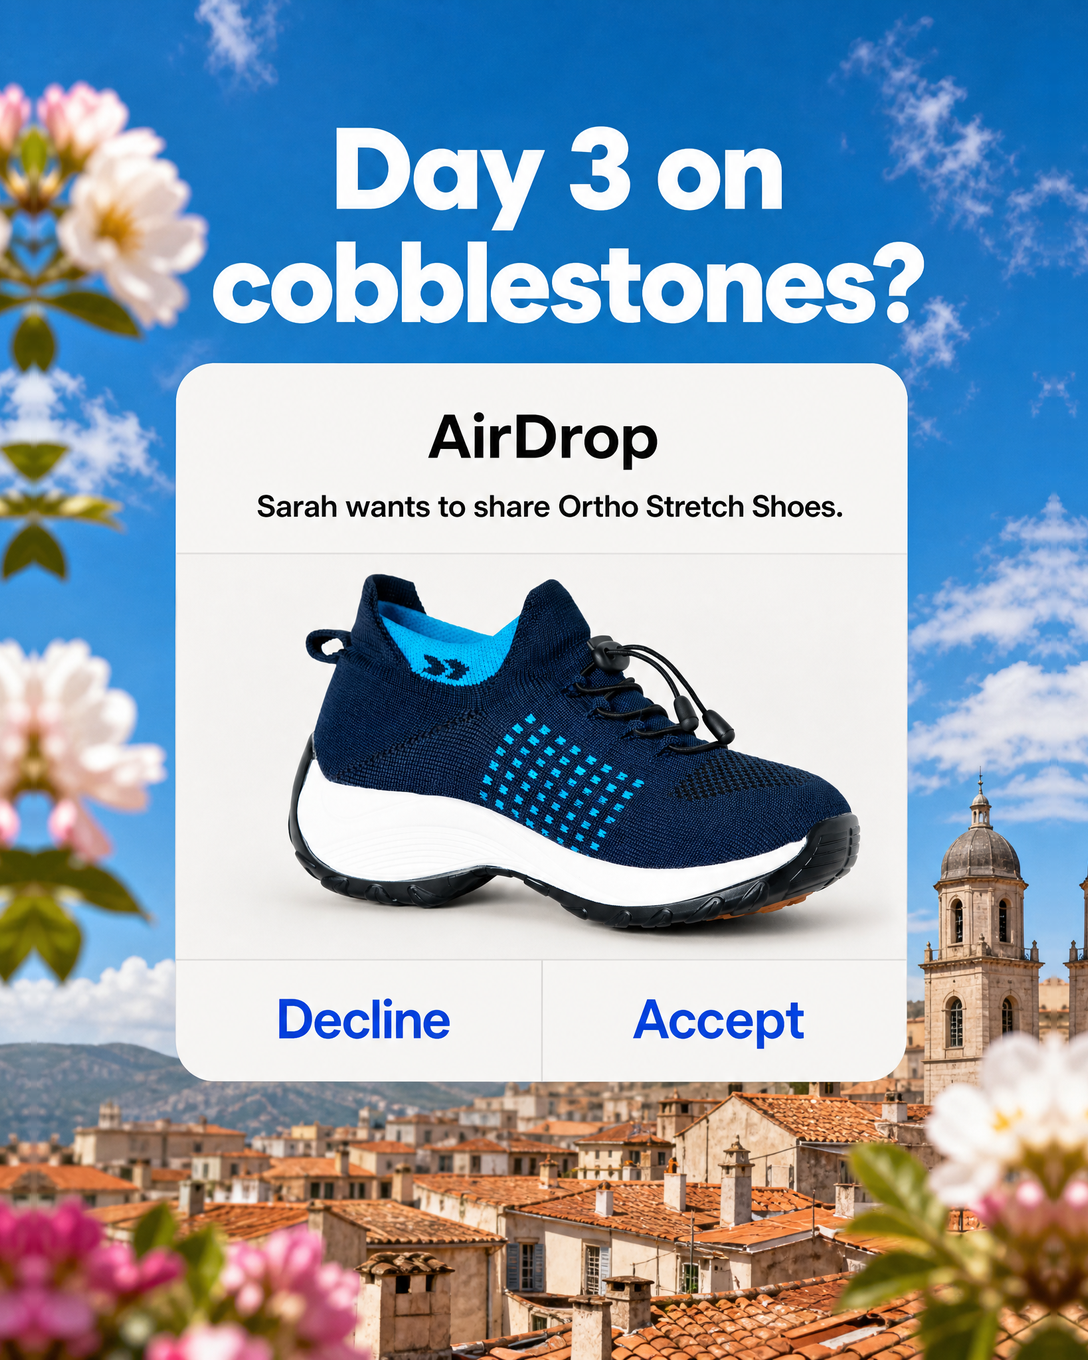 Day 3 on
cobblestones?
AirDrop
Sarah wants to share Ortho Stretch Shoes.
Decline
Accept